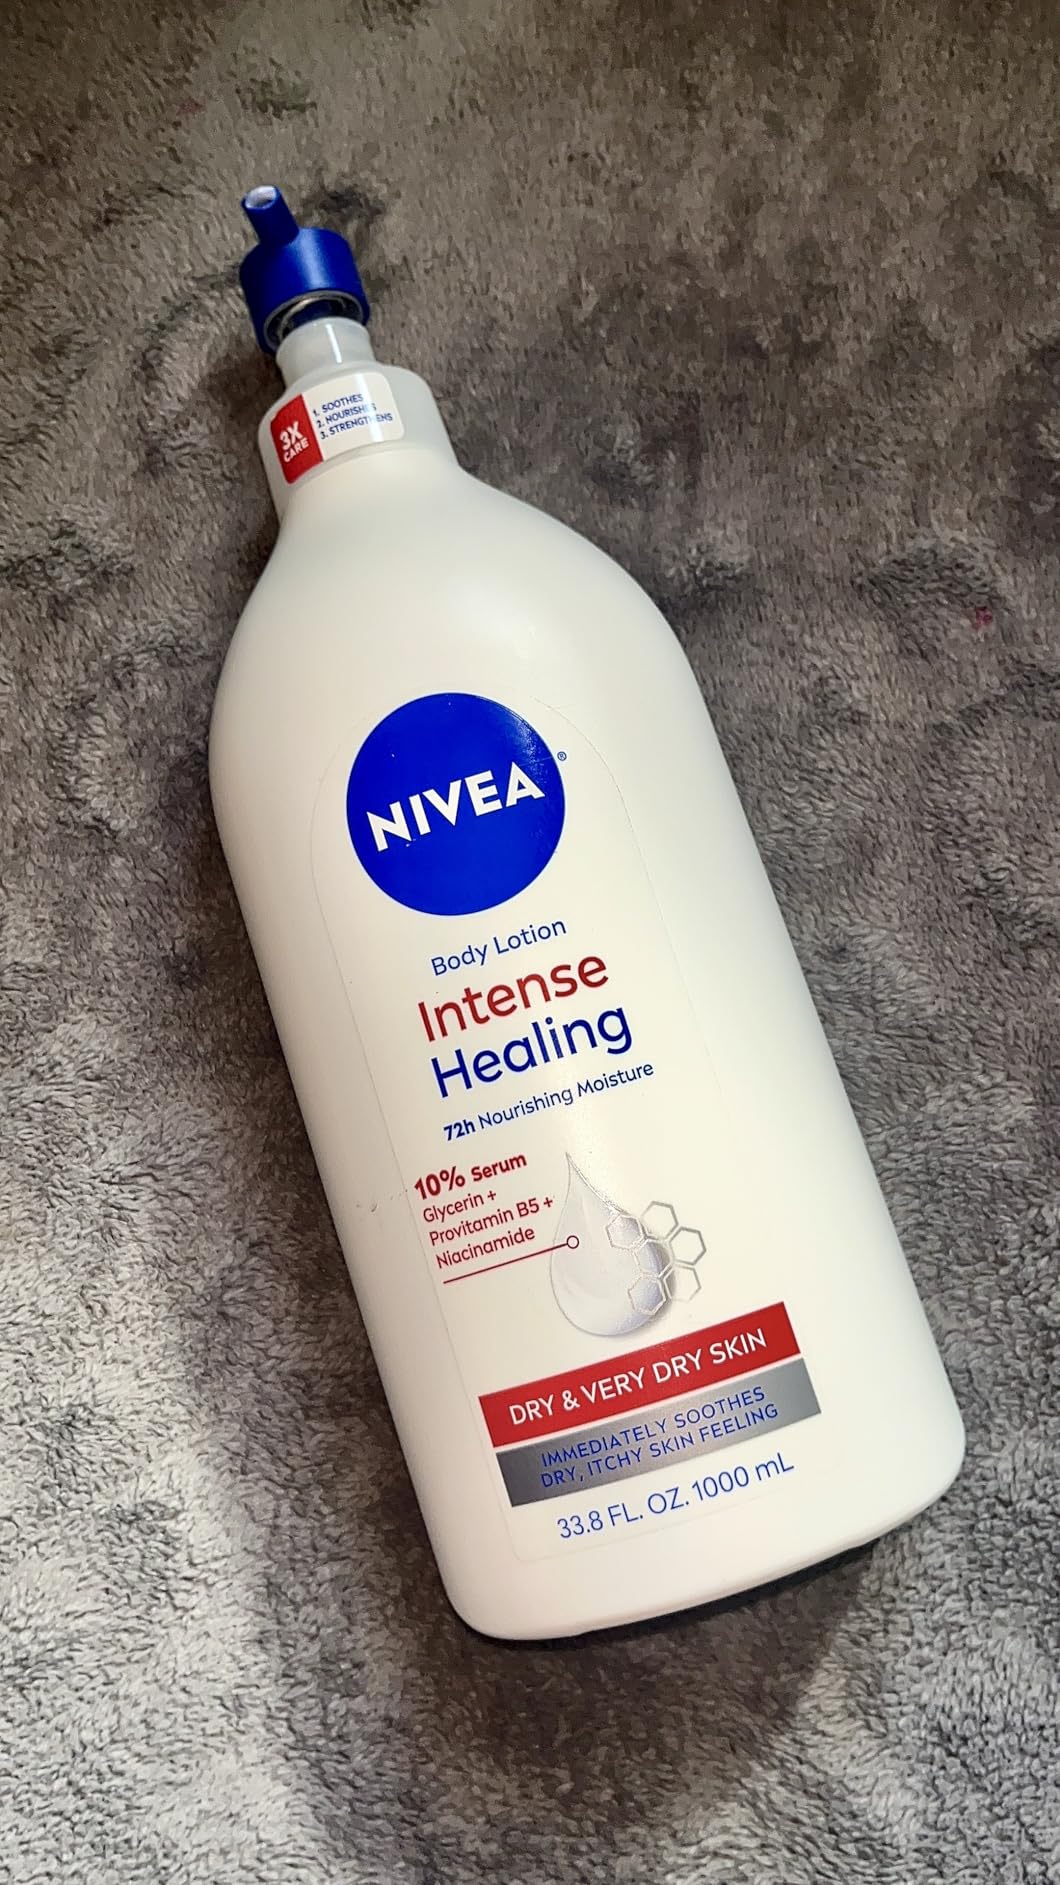 3X
CARE
1. SOOTHES
2. NOURISHES
3. STRENGTHENS
NIVEA®
Body Lotion
Intense
Healing
72h Nourishing Moisture
10% Serum
Glycerin +
Provitamin B5 +
Niacinamide
DRY & VERY DRY SKIN
IMMEDIATELY SOOTHES
DRY, ITCHY SKIN FEELING
33.8 FL. OZ. 1000 mL